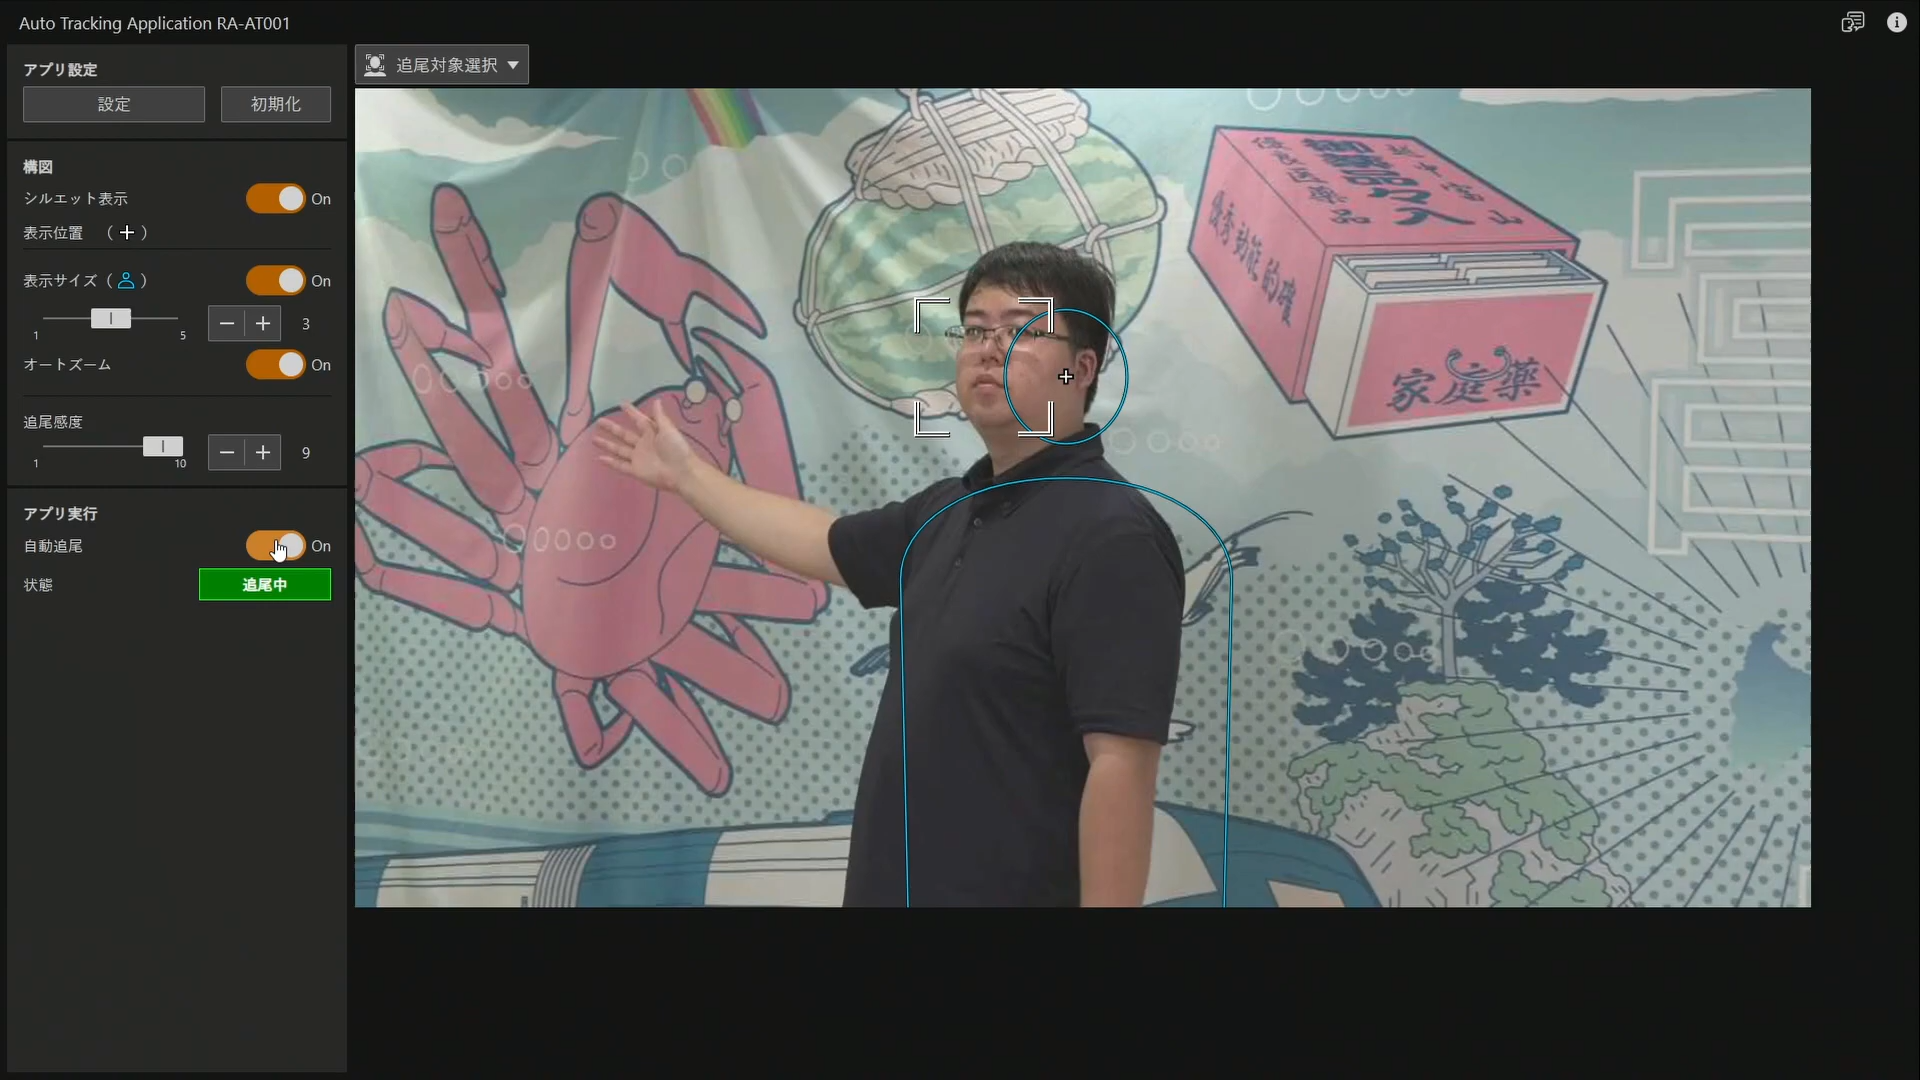 Auto Tracking Application RA-AT001
アプリ設定
設定
初期化
構図
シルエット表示
On
表示位置 ( + )
表示サイズ ( )
On
1
5
3
オートズーム
On
追尾感度
1
10
9
アプリ実行
自動追尾
On
状態
追尾中
追尾対象選択
家庭薬